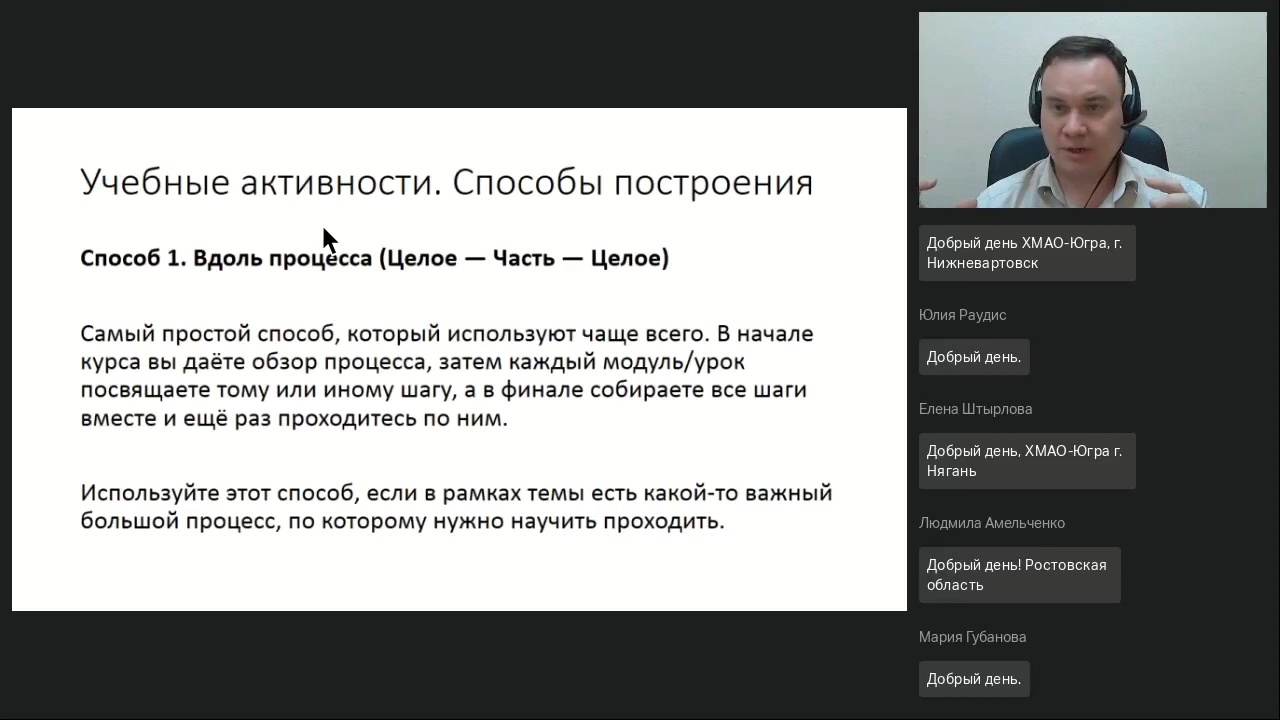 Учебные активности. Способы построения
Способ 1. Вдоль процесса (Целое — Часть — Целое)
Самый простой способ, который используют чаще всего. В начале
курса вы даёте обзор процесса, затем каждый модуль/урок
посвящаете тому или иному шагу, а в финале собираете все шаги
вместе и ещё раз проходитесь по ним.
Используйте этот способ, если в рамках темы есть какой-то важный
большой процесс, по которому нужно научить проходить.
Добрый день ХМАО-Югра, г.
Нижневартовск
Юлия Раудис
Добрый день.
Елена Штырлова
Добрый день, ХМАО-Югра г.
Нягань
Людмила Амельченко
Добрый день! Ростовская
область
Мария Губанова
Добрый день.